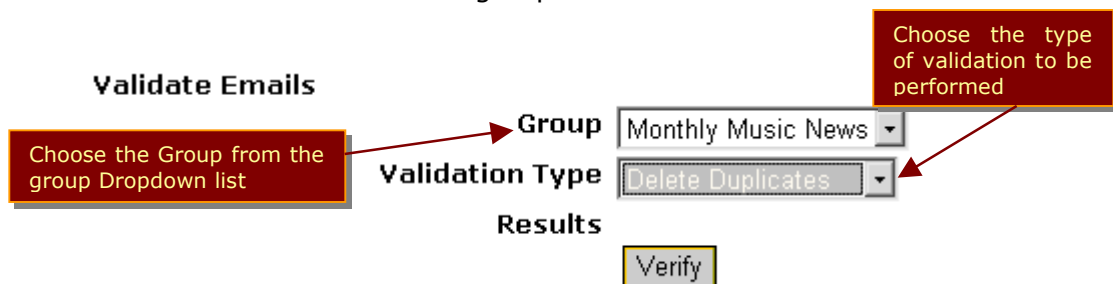 Choose the type
of validation to be
performed
Validate Emails
Group Monthly Music News
Choose the Group from the
group Dropdown list
Validation Type Delete Duplicates
Results
Verify